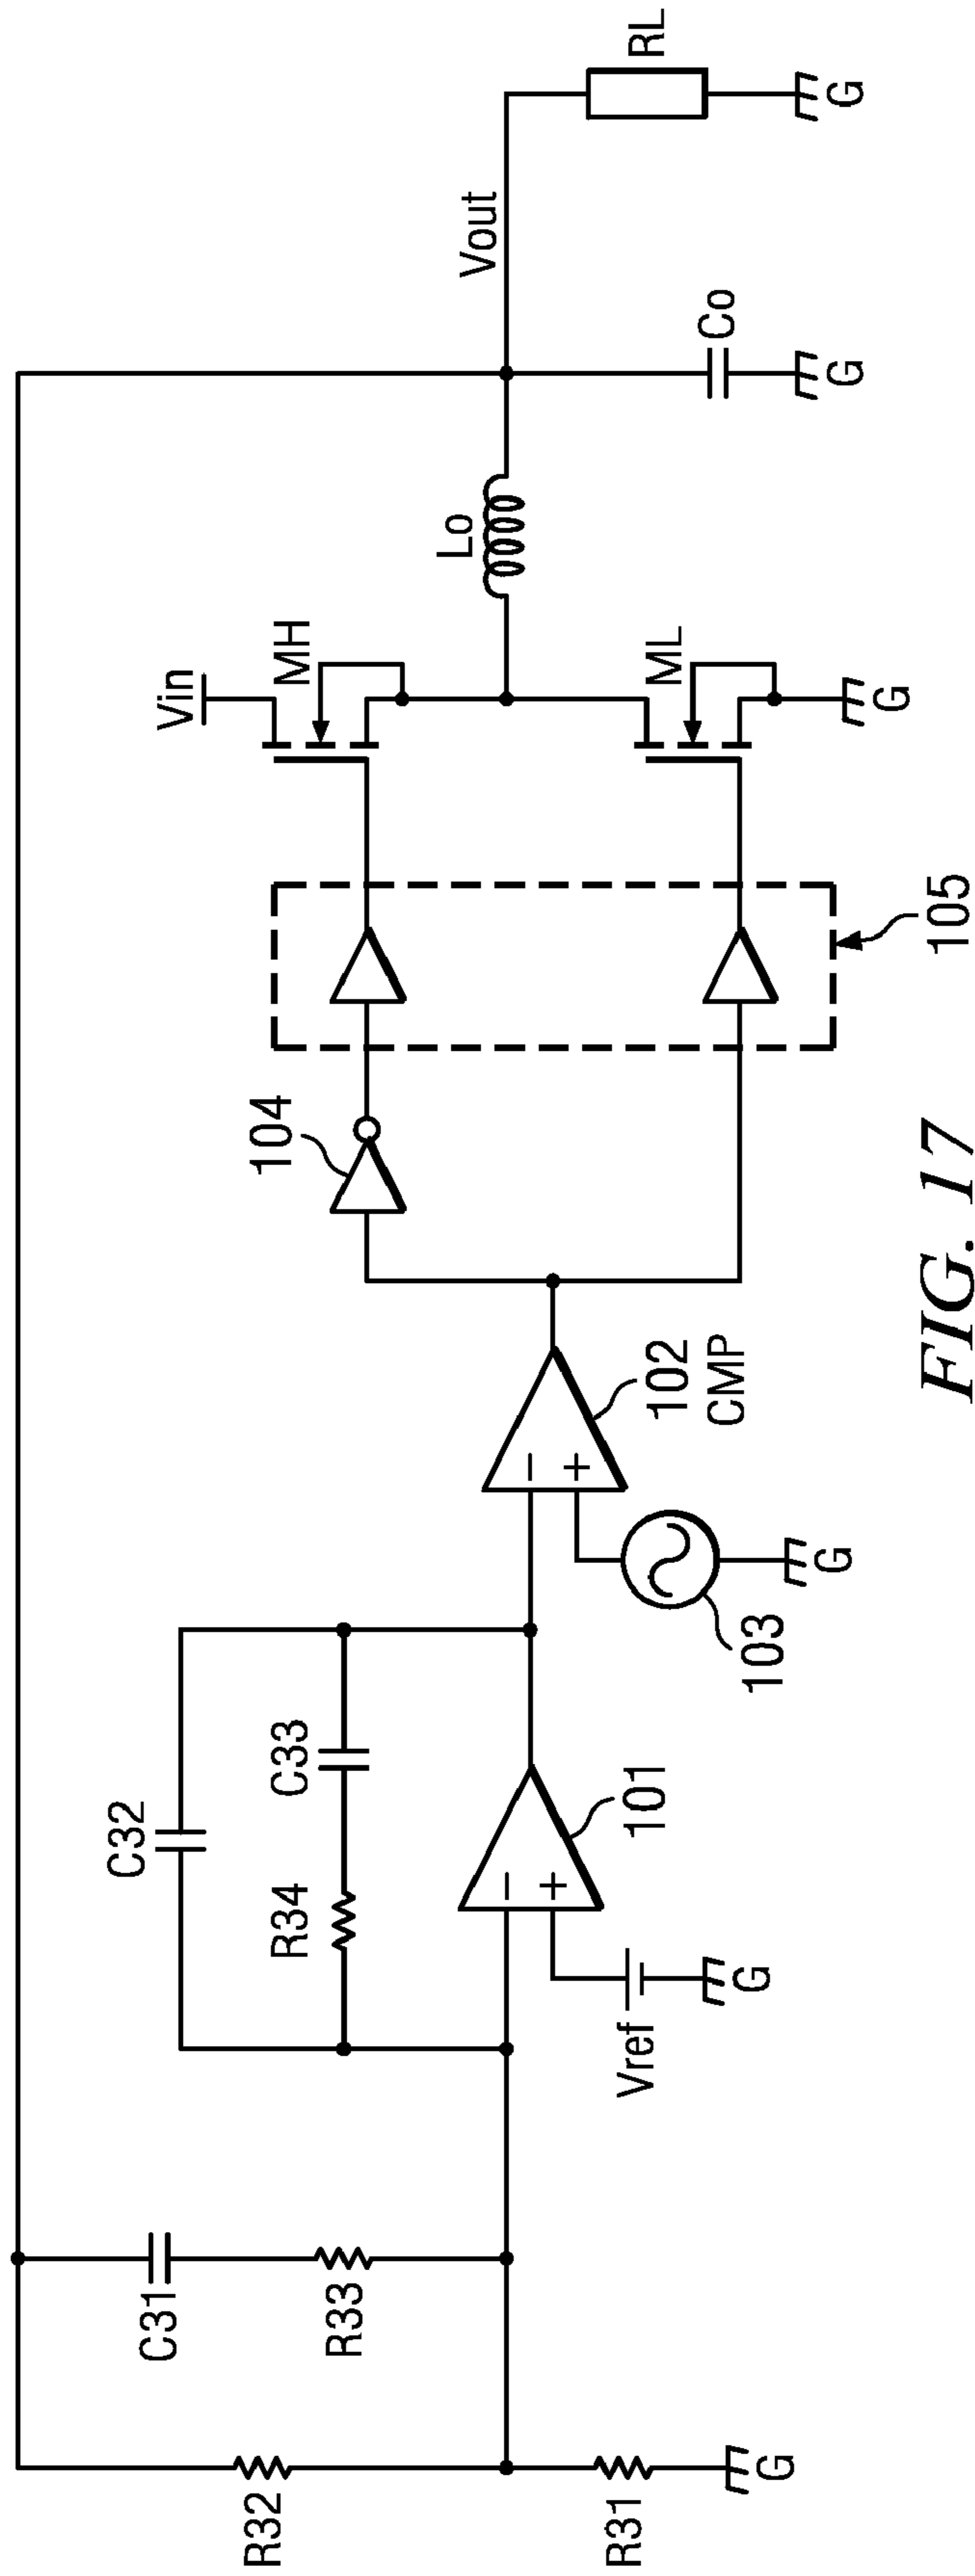 Vin
MH
Lo
Vout
RL
G
Co
G
ML
G
104
105
102
CMP
103
G
C32
C33
R34
101
Vref
G
C31
R33
R32
R31
G
FIG. 17